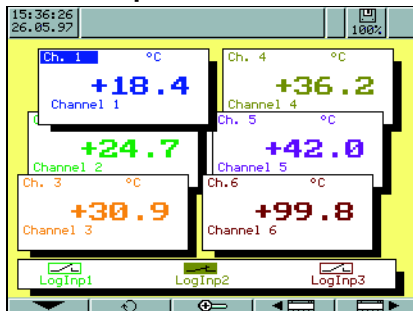 15:36:26
26.05.97
100%
Ch. 1 °C
+18.4
Channel 1
Ch. 4 °C
+36.2
Channel 4
+24.7
Channel 2
Ch. 5 °C
+42.0
Channel 5
Ch. 3 °C
+30.9
Channel 3
Ch.6 °C
+99.8
Channel 6
LogInp1 LogInp2 LogInp3